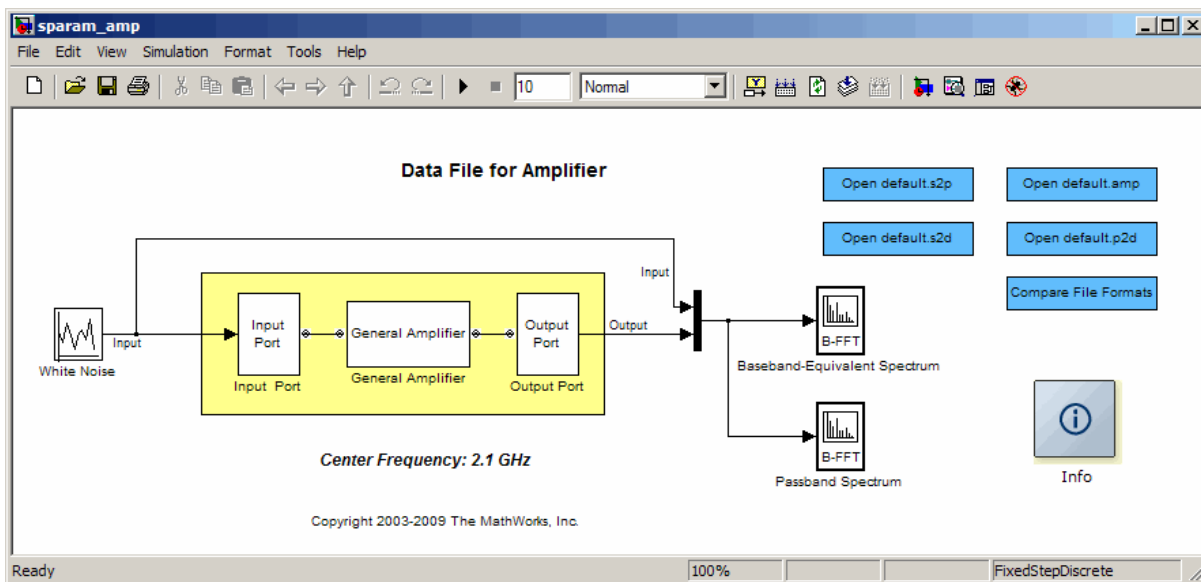 sparam_amp
File Edit View Simulation Format Tools Help
10 Normal
Data File for Amplifier
Open default.s2p
Open default.amp
Open default.s2d
Open default.p2d
Compare File Formats
Input
Input
Port
General Amplifier
Output
Port
Output
Input
White Noise
Input Port
General Amplifier
Output Port
B-FFT
Baseband-Equivalent Spectrum
B-FFT
Passband Spectrum
Info
Center Frequency: 2.1 GHz
Copyright 2003-2009 The MathWorks, Inc.
Ready
100%
FixedStepDiscrete